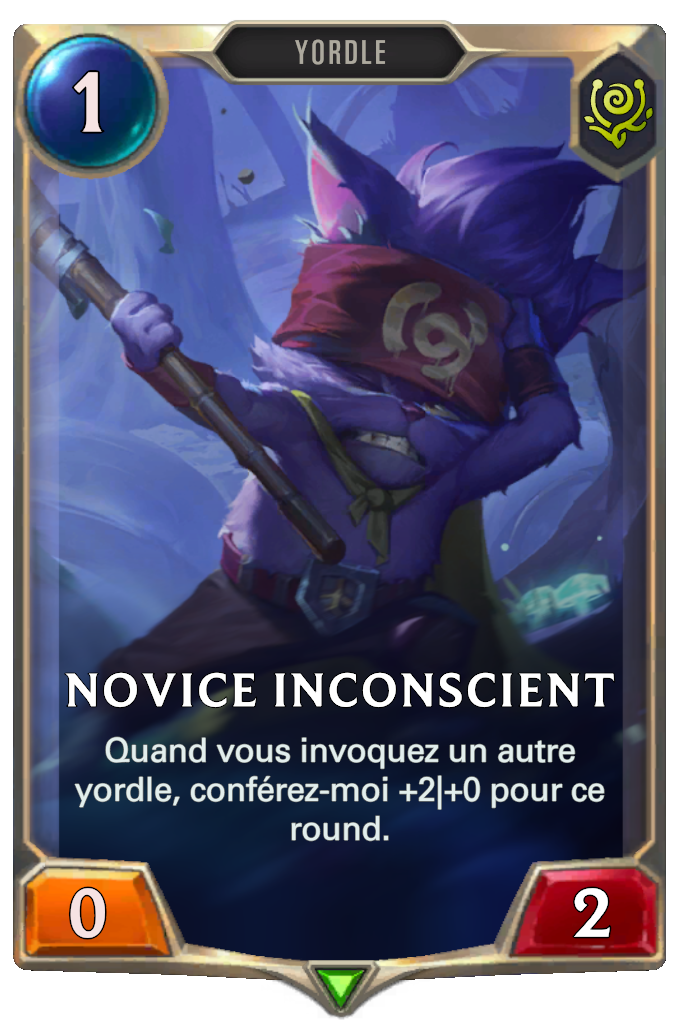 YORDLE
1
NOVICE INCONSCIENT
Quand vous invoquez un autre
yordle, conférez-moi +2|+0 pour ce
round.
0
2